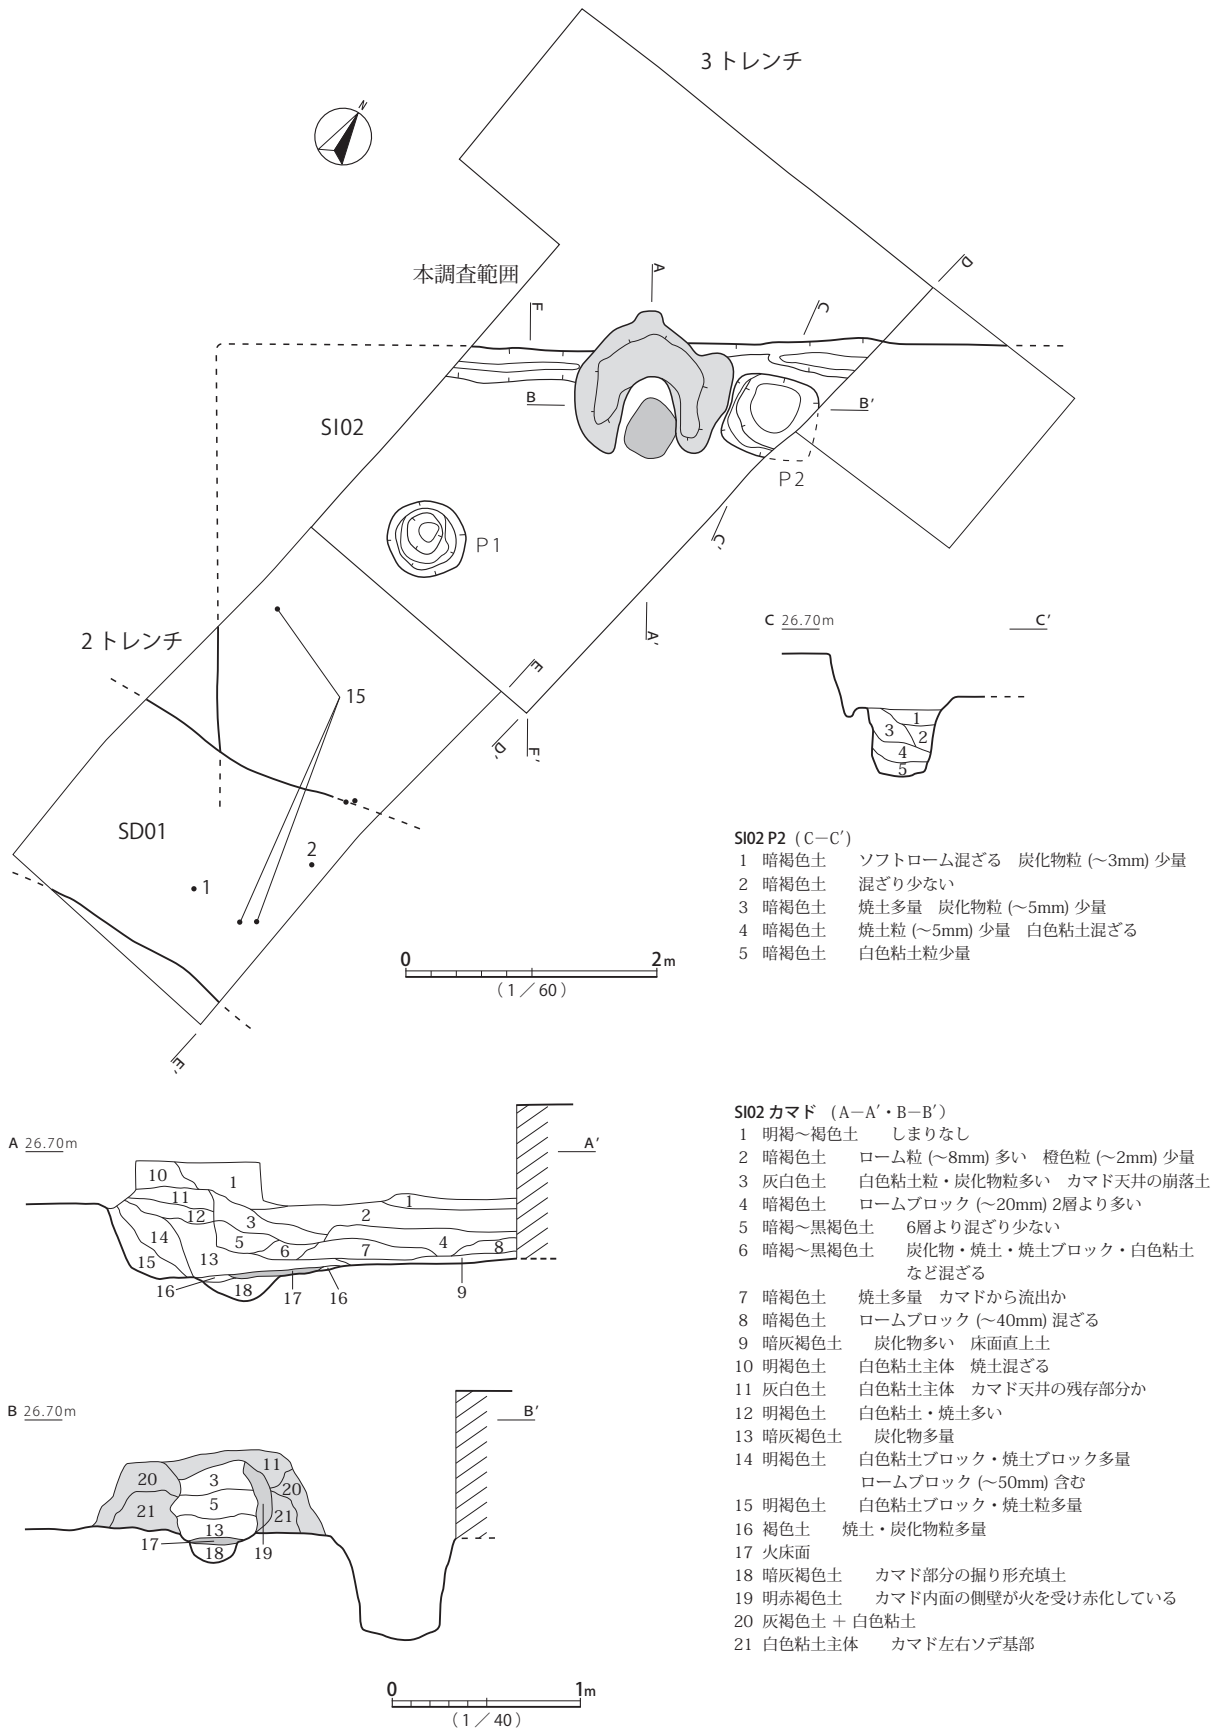 3 トレンチ
N
本調査範囲
A
D
F
C
B
B′
SI02
P2
P1
C′
A′
E
D′
F′
2 トレンチ
15
SD01
2
1
E′
0 2m
（1／60）
C 26.70m C′
1
3 2
4
5
SI02 P2 ( C－C′)
1 暗褐色土 ソフトローム混ざる 炭化物粒 (～3mm) 少量
2 暗褐色土 混ざり少ない
3 暗褐色土 焼土多量 炭化物粒 (～5mm) 少量
4 暗褐色土 焼土粒 (～5mm) 少量 白色粘土混ざる
5 暗褐色土 白色粘土粒少量
A 26.70m A′
10 1
11 1
12 3 2
14 5 6 7 4 8
15 13
16 18 17 16 9
B 26.70m B′
20 3 11
20
21 5 21
13
17 18 19
0 1m
（1／40）
SI02 カマド （A－A′・B－B′）
1 明褐～褐色土 しまりなし
2 暗褐色土 ローム粒 (～8mm) 多い 橙色粒 (～2mm) 少量
3 灰白色土 白色粘土粒・炭化物粒多い カマド天井の崩落土
4 暗褐色土 ロームブロック (～20mm) 2層より多い
5 暗褐～黒褐色土 6層より混ざり少ない
6 暗褐～黒褐色土 炭化物・焼土・焼土ブロック・白色粘土
など混ざる
7 暗褐色土 焼土多量 カマドから流出か
8 暗褐色土 ロームブロック (～40mm) 混ざる
9 暗灰褐色土 炭化物多い 床面直上土
10 明褐色土 白色粘土主体 焼土混ざる
11 灰白色土 白色粘土主体 カマド天井の残存部分か
12 明褐色土 白色粘土・焼土多い
13 暗灰褐色土 炭化物多量
14 明褐色土 白色粘土ブロック・焼土ブロック多量
ロームブロック (～50mm) 含む
15 明褐色土 白色粘土ブロック・焼土粒多量
16 褐色土 焼土・炭化物粒多量
17 火床面
18 暗灰褐色土 カマド部分の掘り形充填土
19 明赤褐色土 カマド内面の側壁が火を受け赤化している
20 灰褐色土 ＋ 白色粘土
21 白色粘土主体 カマド左右ソデ基部